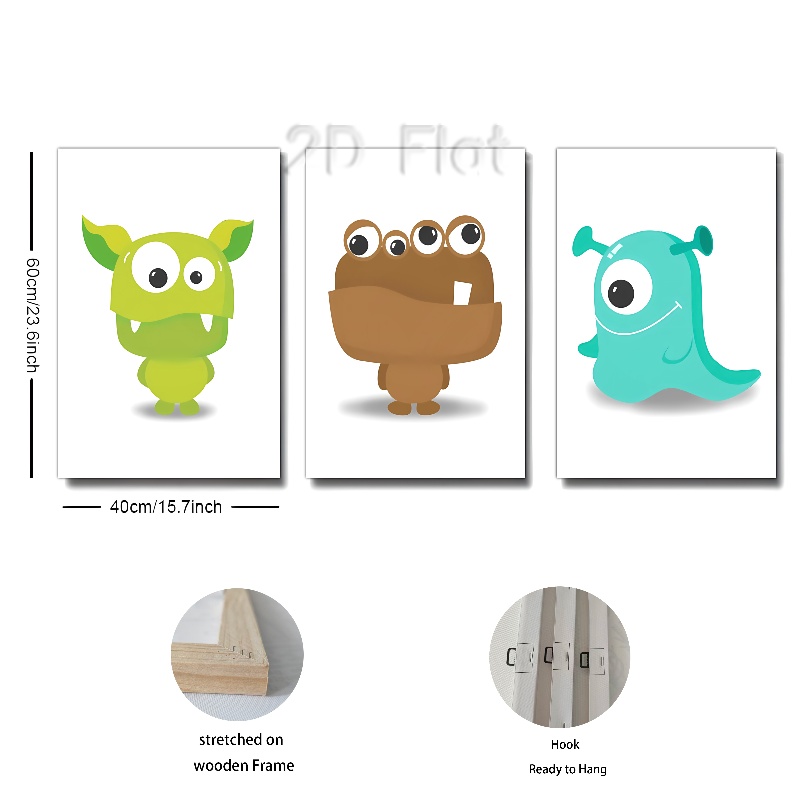 2D Flat
60cm/23.6inch
40cm/15.7inch
stretched on
wooden Frame
Hook
Ready to Hang